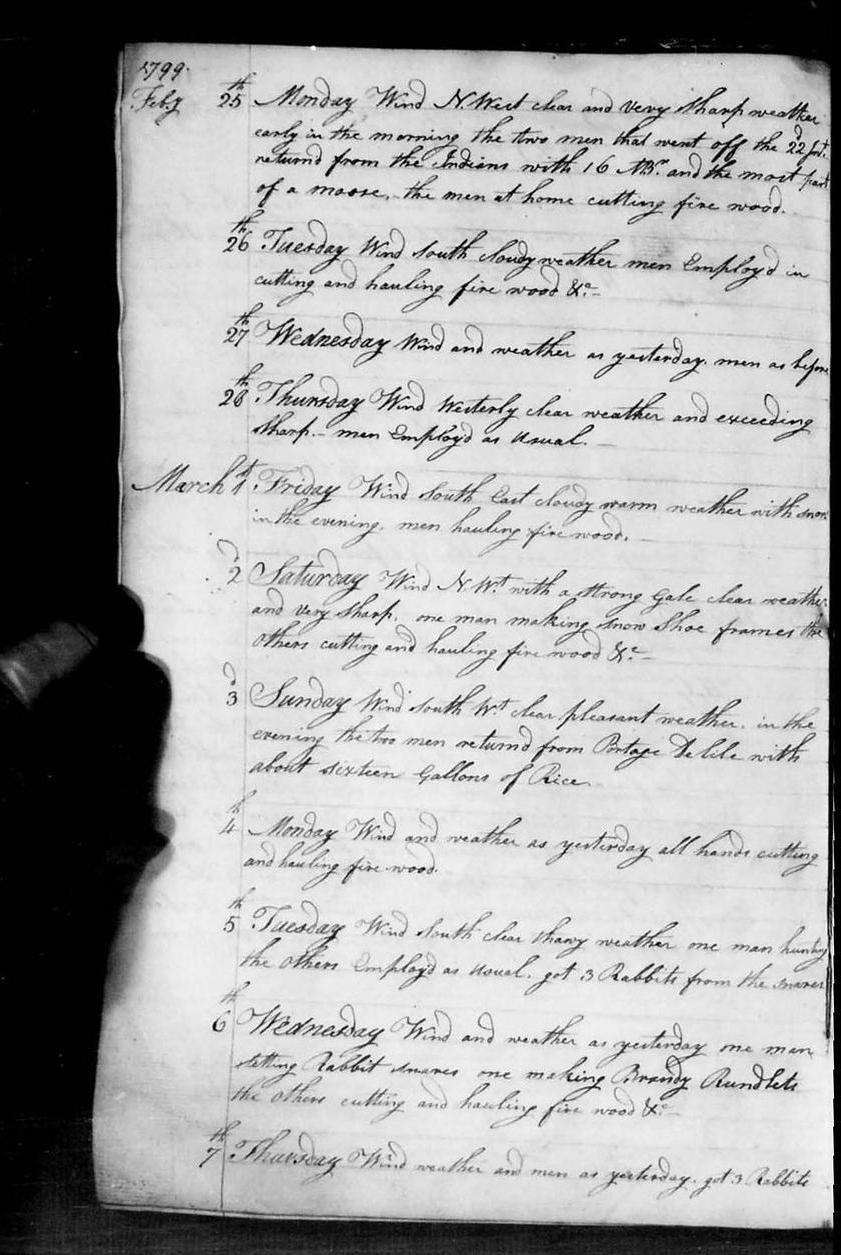 1799
Feby 25th Monday Wind N. West clear and very sharp weather
early in the morning the two men that went off the 22d Inst.
returnd from the Indians with 16 MBr. and the most part
of a moose, the men at home cutting fire wood.
26th Tuesday Wind South cloudy weather men Employd in
cutting and hauling fire wood &c.-
27th Wednesday Wind and weather as yesterday. men as before
28th Thursday Wind Westerly clear weather and exceeding
Sharp.- men Employd as Usual.-
March 1t Friday Wind South East cloudy warm weather with snow
in the evening, men hauling fire wood.
2d Saturday Wind N.Wt. with a strong Gale clear weather
and very Sharp. one man making snow Shoe frames the
Others cutting and hauling fire wood &c.-
3d Sunday Wind South Wt. clear pleasant weather. in the
evening the two men returnd from Portage De Lile with
about sixteen Gallons of Rice.
4th Monday Wind and weather as yesterday all hands cutting
and hauling fire wood.
5th Tuesday Wind South clear thawy weather one man hunting
the Others Employd as Usual. got 3 Rabbits from the snares
6th Wednesday Wind and weather as yesterday one man
setting Rabbit snares one making Brandy Rundlets
the Others cutting and hauling fire wood &c.-
7th Thursday Wind weather and men as yesterday. got 3 Rabbits